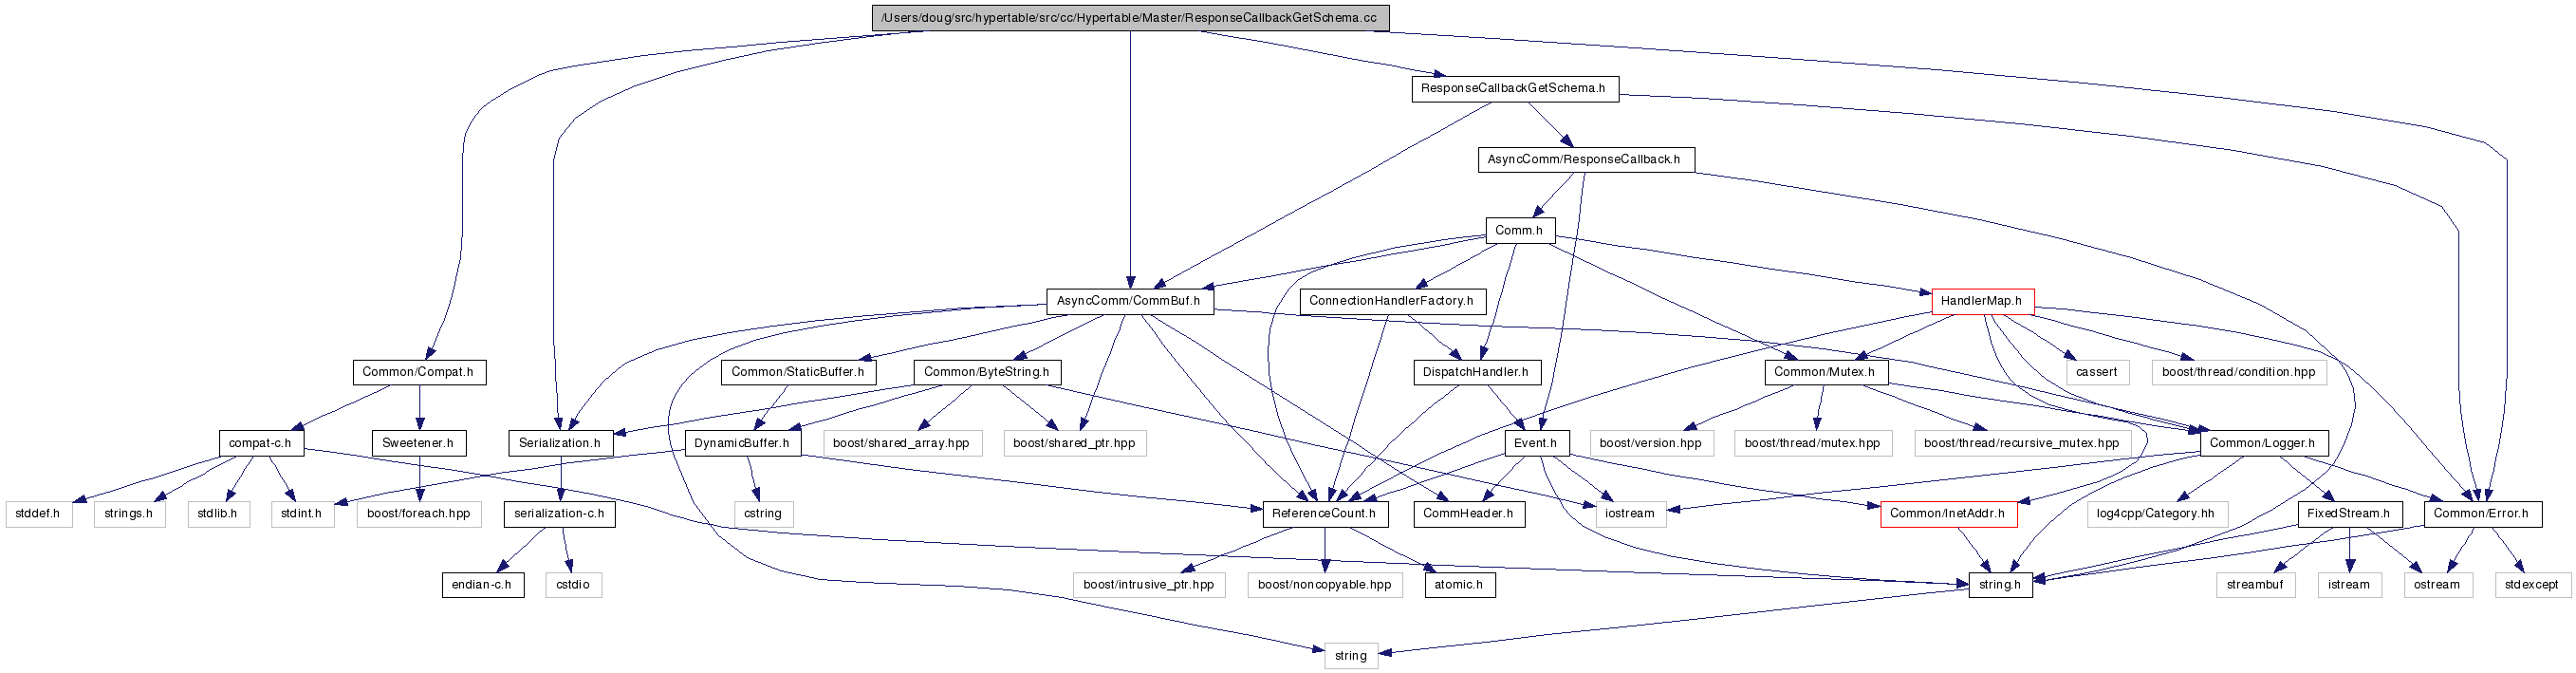 /Users/doug/src/hypertable/src/cc/Hypertable/Master/ResponseCallbackGetSchema.cc
ResponseCallbackGetSchema.h
AsyncComm/ResponseCallback.h
Comm.h
AsyncComm/CommBuf.h
ConnectionHandlerFactory.h
HandlerMap.h
Common/Compat.h
Common/StaticBuffer.h
Common/ByteString.h
DispatchHandler.h
Common/Mutex.h
cassert
boost/thread/condition.hpp
compat-c.h
Sweetener.h
Serialization.h
DynamicBuffer.h
boost/shared_array.hpp
boost/shared_ptr.hpp
Event.h
boost/version.hpp
boost/thread/mutex.hpp
boost/thread/recursive_mutex.hpp
Common/Logger.h
stddef.h
strings.h
stdlib.h
stdint.h
boost/foreach.hpp
serialization-c.h
cstring
ReferenceCount.h
CommHeader.h
iostream
Common/InetAddr.h
log4cpp/Category.hh
FixedStream.h
Common/Error.h
endian-c.h
cstdio
boost/intrusive_ptr.hpp
boost/noncopyable.hpp
atomic.h
string.h
streambuf
istream
ostream
stdexcept
string